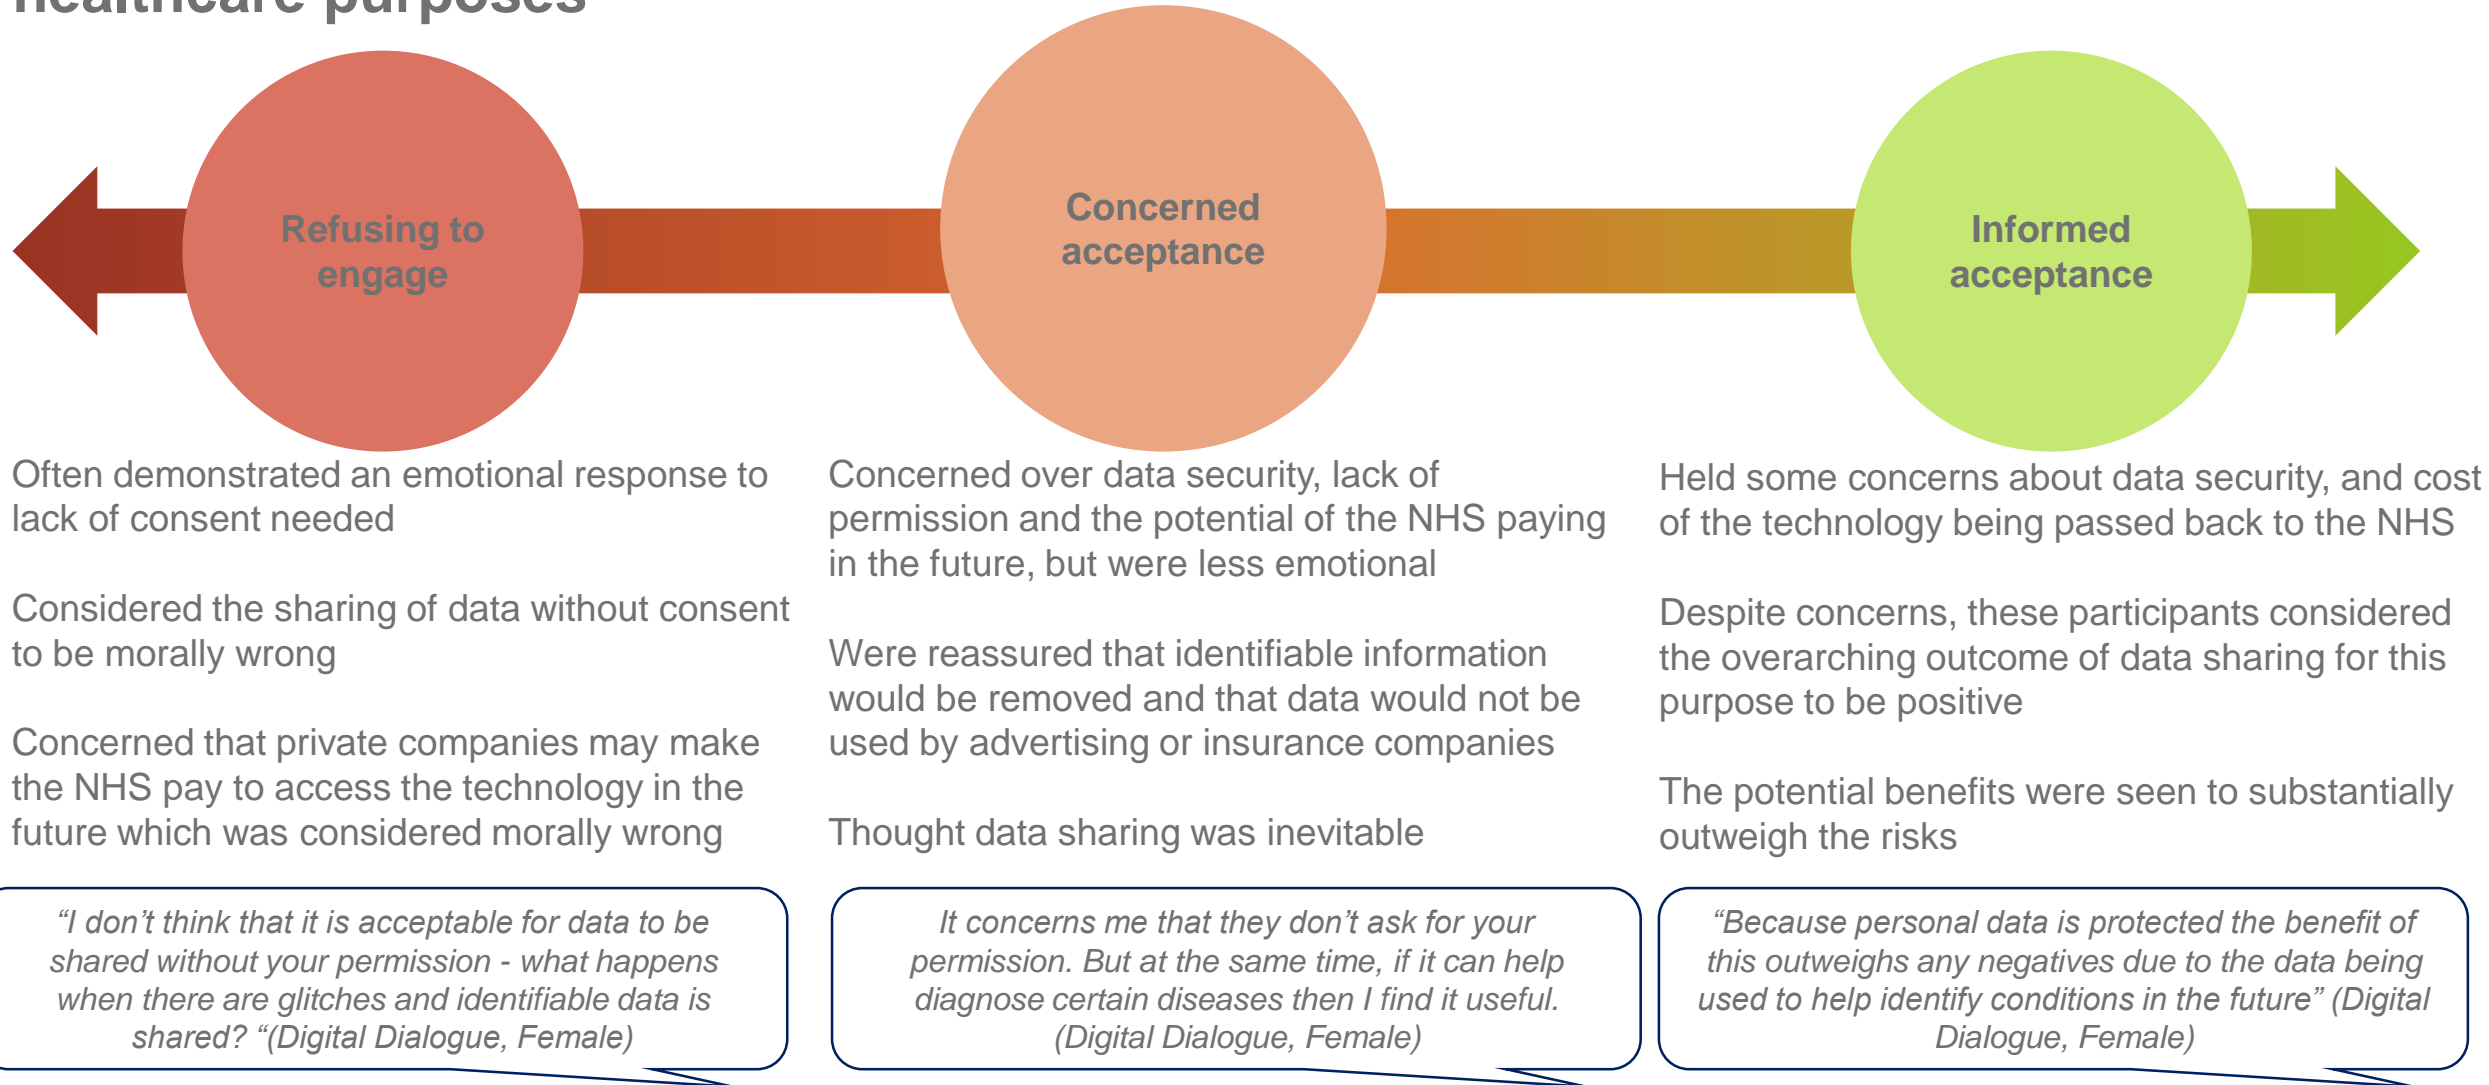 healthcare purposes
Refusing to
engage
Concerned
acceptance
Informed
acceptance
Often demonstrated an emotional response to
lack of consent needed
Considered the sharing of data without consent
to be morally wrong
Concerned that private companies may make
the NHS pay to access the technology in the
future which was considered morally wrong
“I don’t think that it is acceptable for data to be
shared without your permission - what happens
when there are glitches and identifiable data is
shared? “(Digital Dialogue, Female)
Concerned over data security, lack of
permission and the potential of the NHS paying
in the future, but were less emotional
Were reassured that identifiable information
would be removed and that data would not be
used by advertising or insurance companies
Thought data sharing was inevitable
It concerns me that they don’t ask for your
permission. But at the same time, if it can help
diagnose certain diseases then I find it useful.
(Digital Dialogue, Female)
Held some concerns about data security, and cost
of the technology being passed back to the NHS
Despite concerns, these participants considered
the overarching outcome of data sharing for this
purpose to be positive
The potential benefits were seen to substantially
outweigh the risks
“Because personal data is protected the benefit of
this outweighs any negatives due to the data being
used to help identify conditions in the future” (Digital
Dialogue, Female)